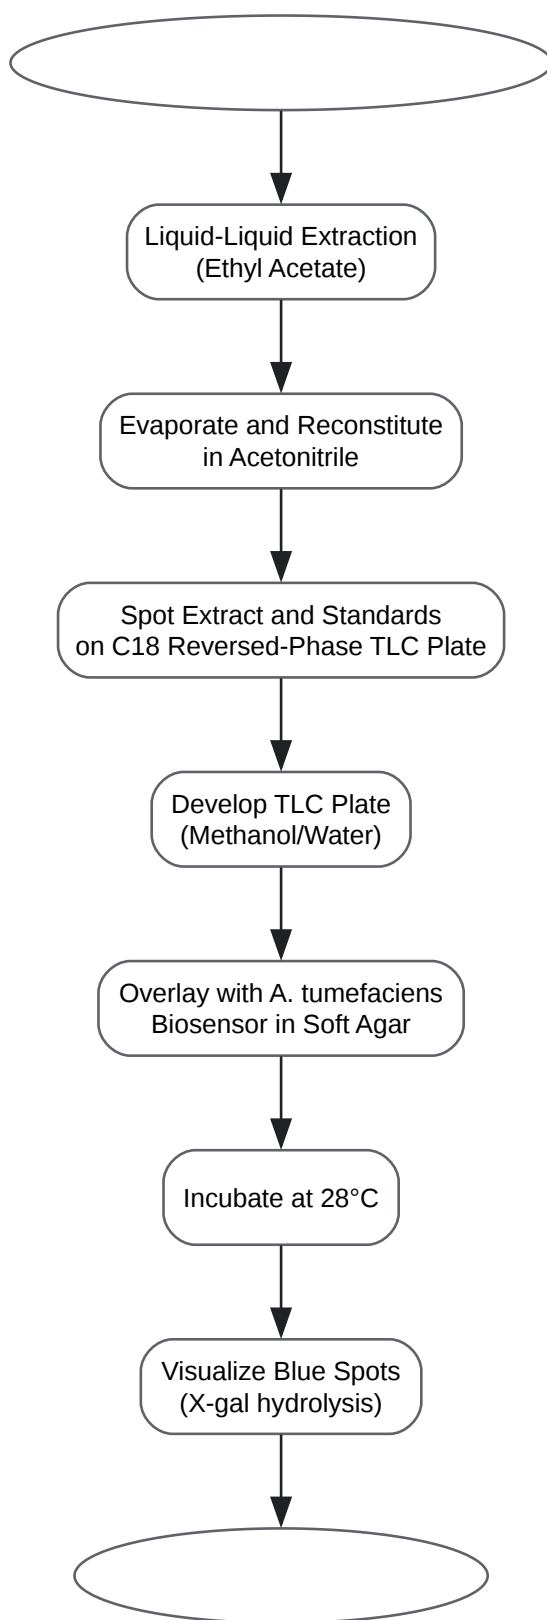 Liquid-Liquid Extraction
(Ethyl Acetate)
Evaporate and Reconstitute
in Acetonitrile
Spot Extract and Standards
on C18 Reversed-Phase TLC Plate
Develop TLC Plate
(Methanol/Water)
Overlay with A. tumefaciens
Biosensor in Soft Agar
Incubate at 28°C
Visualize Blue Spots
(X-gal hydrolysis)